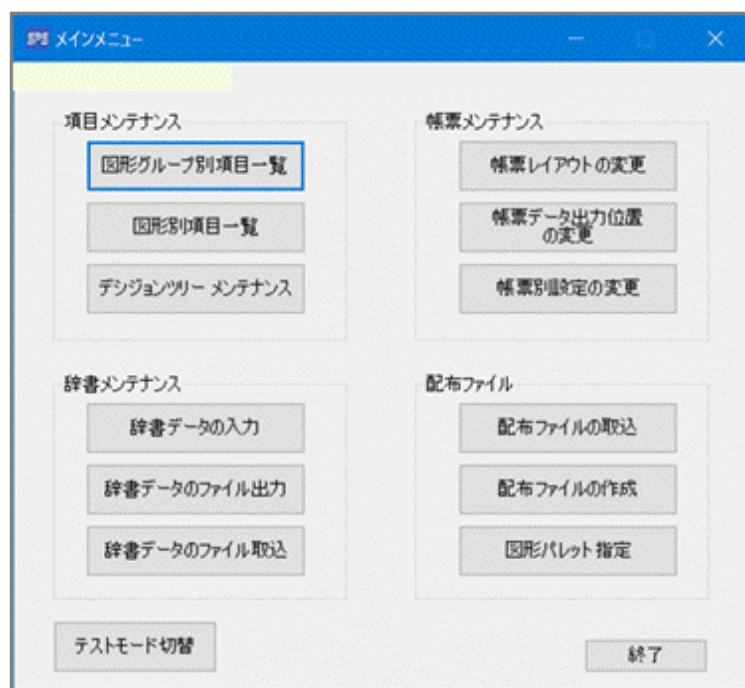 メインメニュー
項目メンテナンス
図形グループ別項目一覧
図形別項目一覧
デシジョンツリー メンテナンス
帳票メンテナンス
帳票レイアウトの変更
帳票データ出力位置
の変更
帳票別設定の変更
辞書メンテナンス
辞書データの入力
辞書データのファイル出力
辞書データのファイル取込
配布ファイル
配布ファイルの取込
配布ファイルの作成
図形パレット指定
テストモード切替
終了